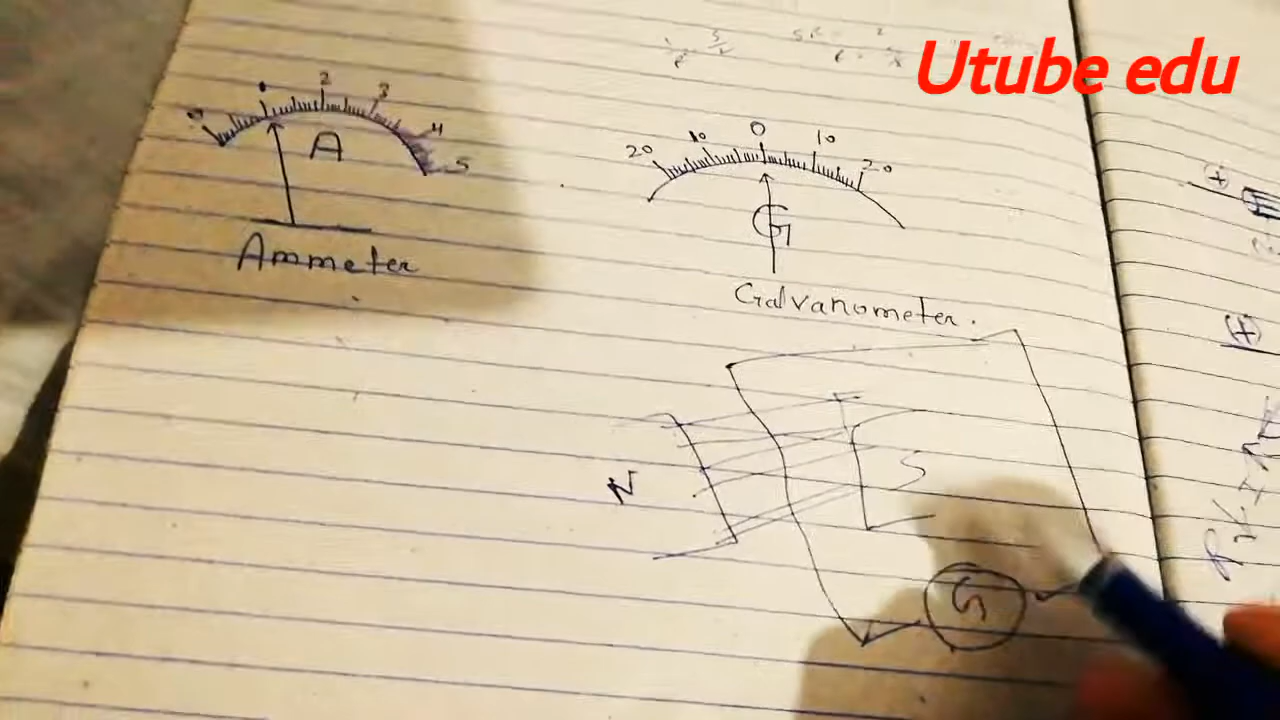 Utube edu
0 1 2 3 4 5
A
Ammeter
20 10 0 10 20
G
Galvanometer.
N
S
G
(+)
(+)